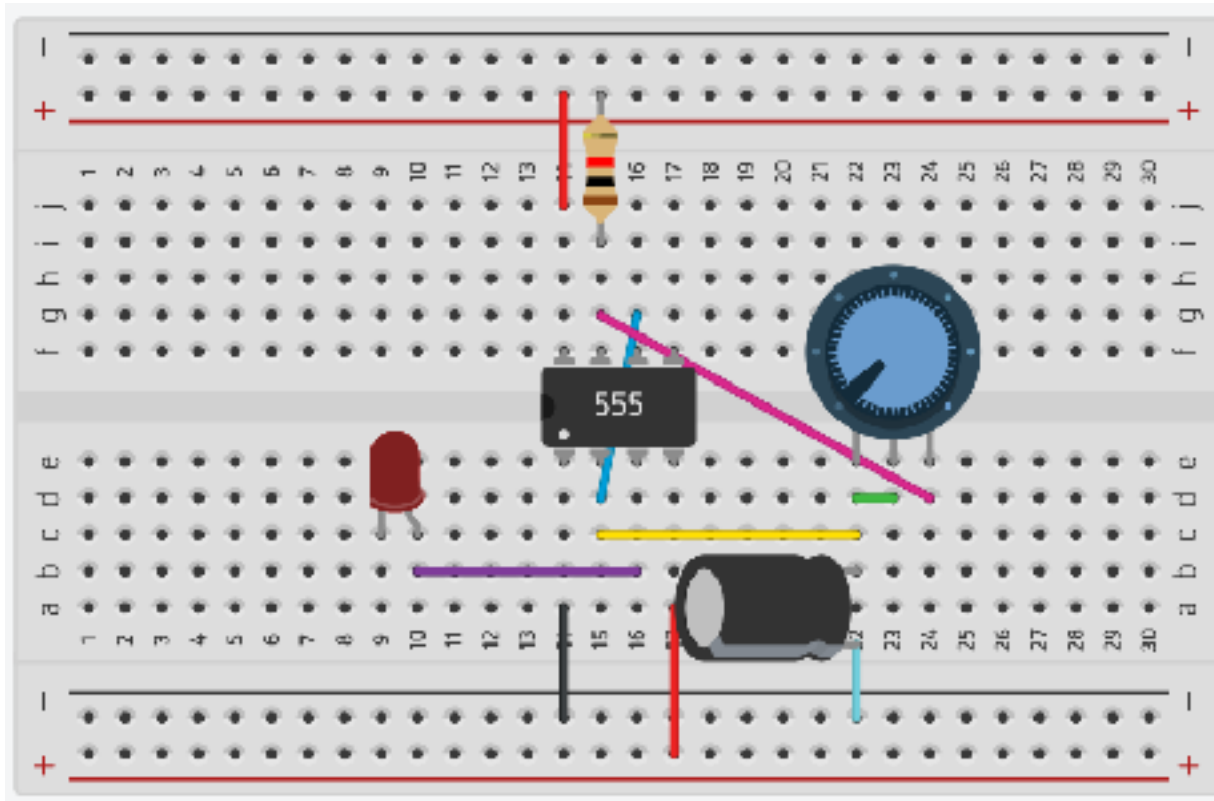 − −
+ +
1 2 3 4 5 6 7 8 9 10 11 12 13 16 17 18 19 20 21 22 23 24 25 26 27 28 29 30
j j
i i
h h
g g
f f
555
e e
d d
c c
b b
a a
1 2 3 4 5 6 7 8 9 10 11 12 13 15 16 23 24 25 26 27 28 29 30
− −
+ +